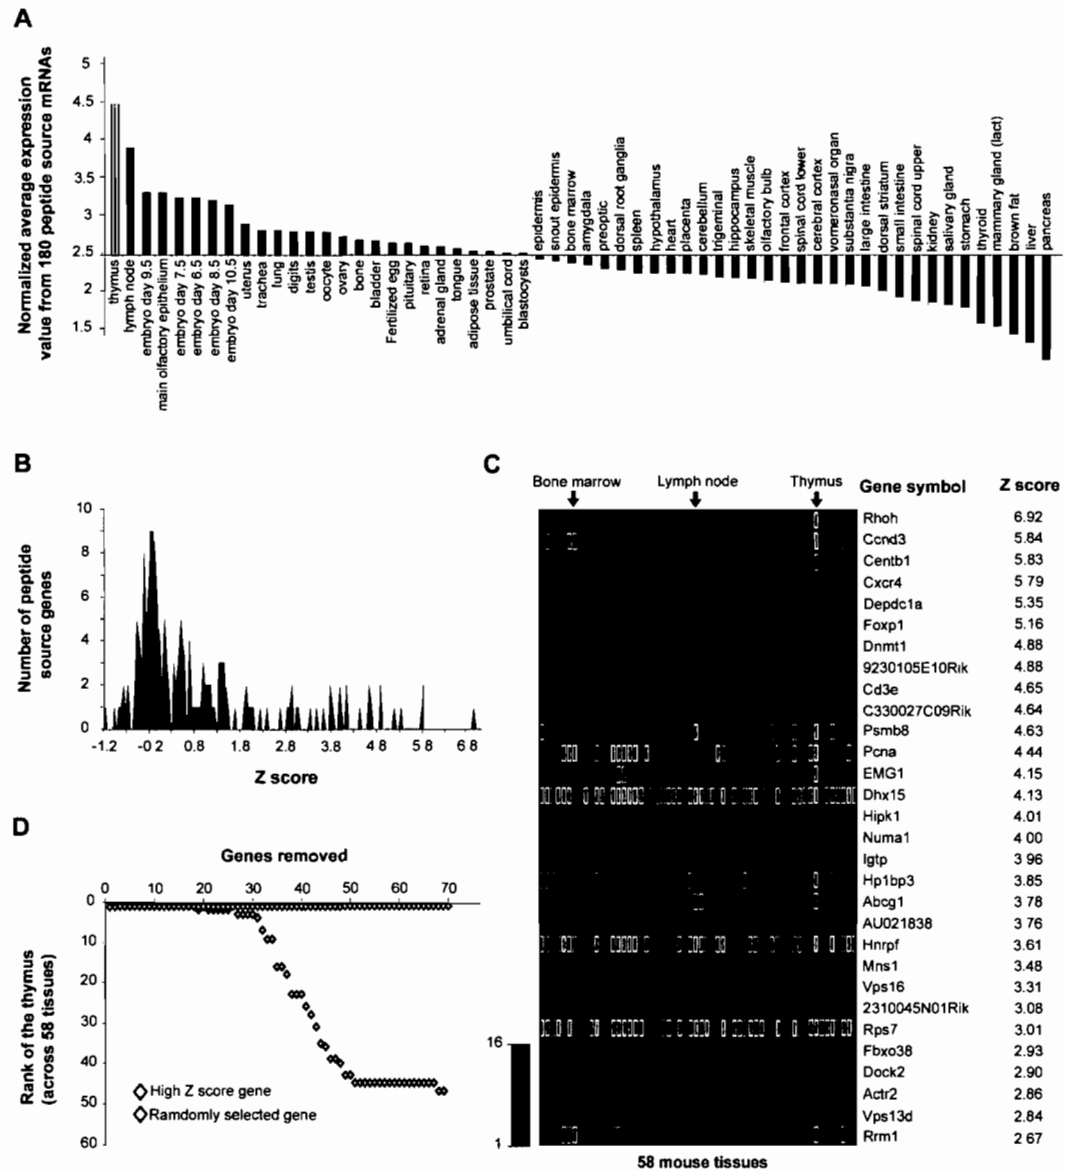 A
Normalized average expression
value from 180 peptide source mRNAs
5
4.5
4
3.5
3
2.5
2
1.5
thymus
lymph node
embryo day 9.5
main olfactory epithelium
embryo day 7.5
embryo day 6.5
embryo day 8.5
embryo day 10.5
uterus
trachea
lung
digits
testis
oocyte
ovary
bone
bladder
Fertilized egg
pituitary
retina
adrenal gland
tongue
adipose tissue
prostate
umbilical cord
blastocysts
epidermis
snout epidermis
bone marrow
amygdala
preoptic
dorsal root ganglia
spleen
hypothalamus
heart
placenta
cerebellum
trigeminal
hippocampus
skeletal muscle
olfactory bulb
frontal cortex
spinal cord lower
cerebral cortex
vomeronasal organ
substantia nigra
large intestine
dorsal striatum
small intestine
spinal cord upper
kidney
salivary gland
stomach
thyroid
mammary gland (lact)
brown fat
liver
pancreas
B
Number of peptide
source genes
10
8
6
4
2
0
-1.2 -0 2 0.8 1.8 2.8 3.8 4 8 5.8 6 8
Z score
C
Bone marrow Lymph node Thymus Gene symbol Z score
Rhoh 6.92
Ccnd3 5.84
Centb1 5.83
Cxcr4 5 79
Depdc1a 5.35
Foxp1 5.16
Dnmt1 4.88
9230105E10Rik 4.88
Cd3e 4.65
C330027C09Rik 4.64
Psmb8 4.63
Pcna 4 44
EMG1 4.15
Dhx15 4.13
Hipk1 4.01
Numa1 4 00
Igtp 3 96
Hp1bp3 3.85
Abcg1 3 78
AU021838 3 76
Hnrpf 3.61
Mns1 3.48
Vps16 3.31
2310045N01Rik 3.08
Rps7 3.01
Fbxo38 2.93
Dock2 2.90
Actr2 2.86
Vps13d 2.84
Rrm1 2 67
16
1
58 mouse tissues
D
Genes removed
0 10 20 30 40 50 60 70
Rank of the thymus
(across 58 tissues)
0
10
20
30
40
50
60
High Z score gene
Ramdomly selected gene